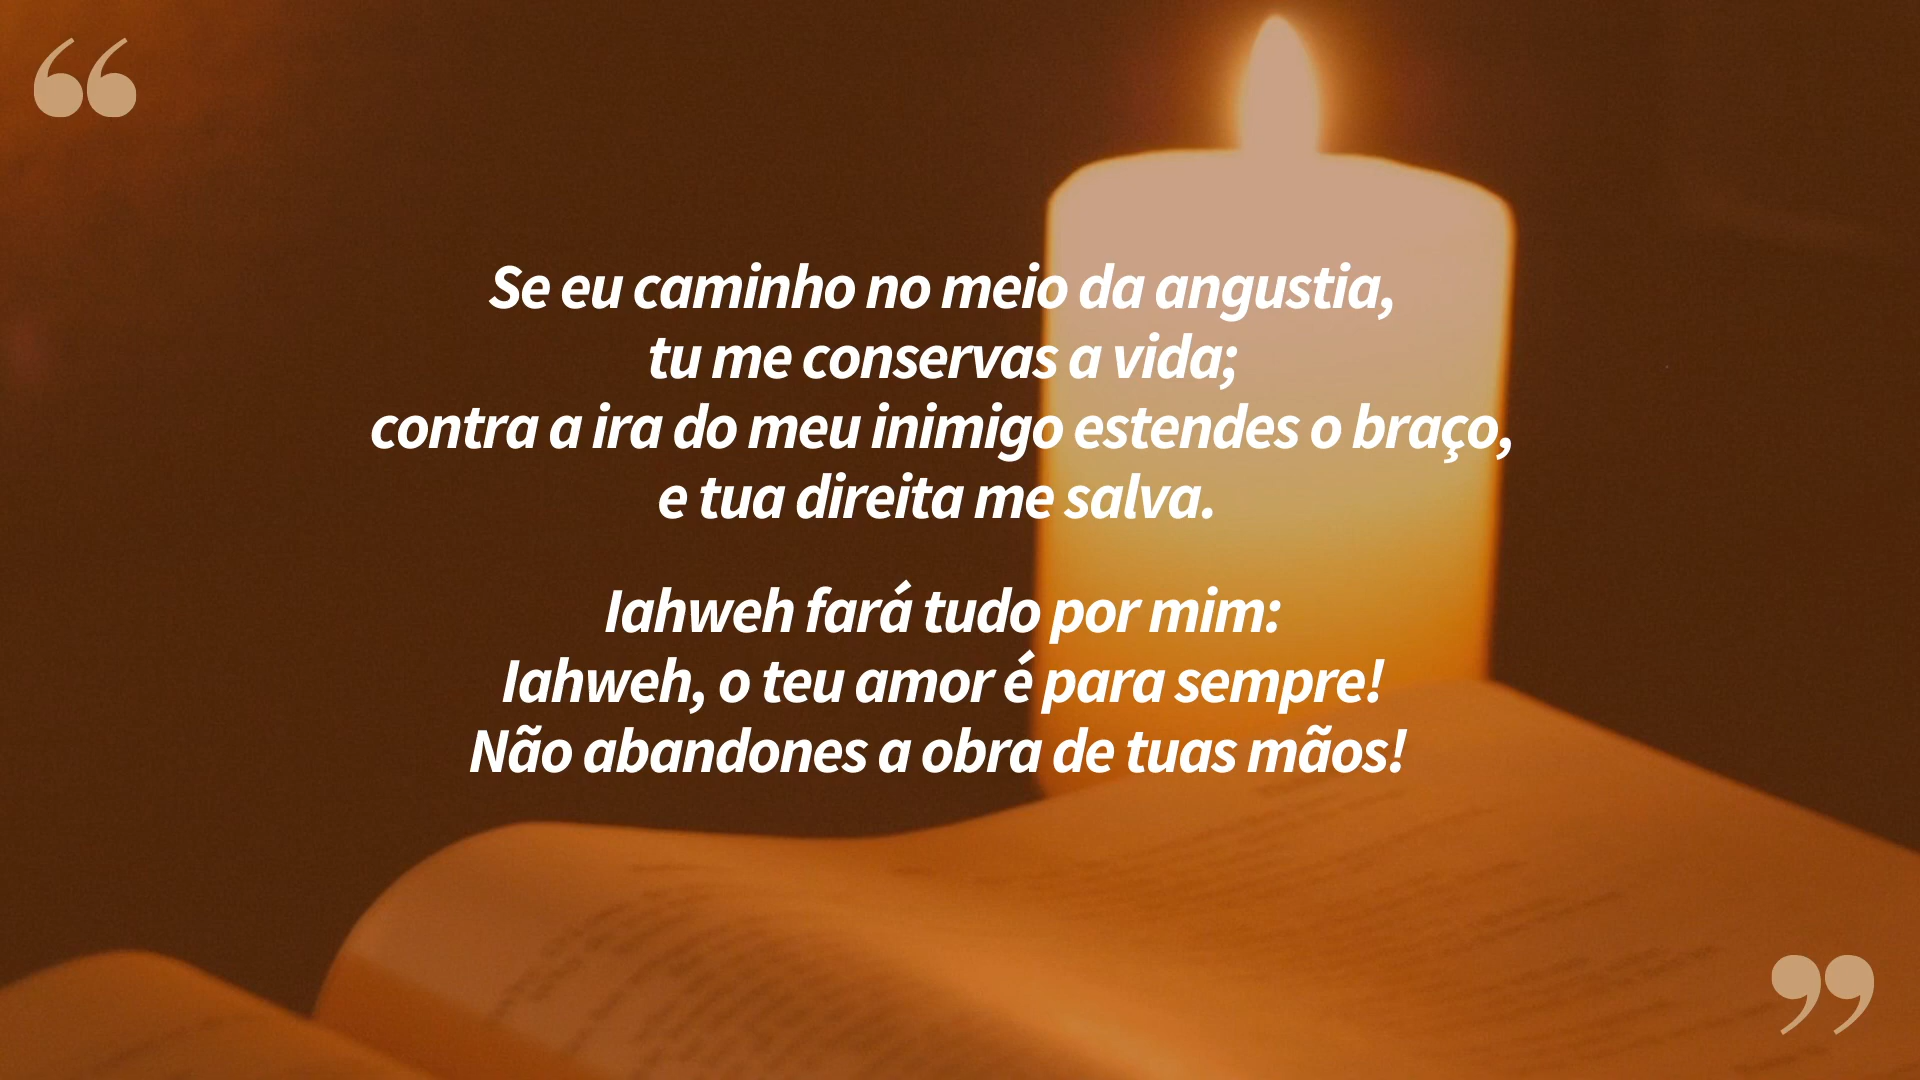 “
Se eu caminho no meio da angustia,
tu me conservas a vida;
contra a ira do meu inimigo estendes o braço,
e tua direita me salva.
Iahweh fará tudo por mim:
Iahweh, o teu amor é para sempre!
Não abandones a obra de tuas mãos!
”